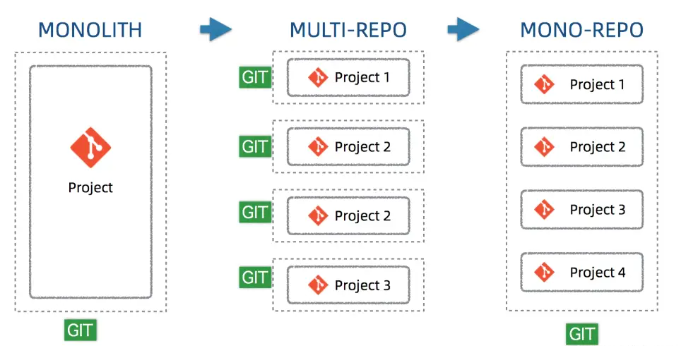 MONOLITH
MULTI-REPO
MONO-REPO
Project
GIT
GIT
Project 1
GIT
Project 2
GIT
Project 2
GIT
Project 3
Project 1
Project 2
Project 3
Project 4
GIT